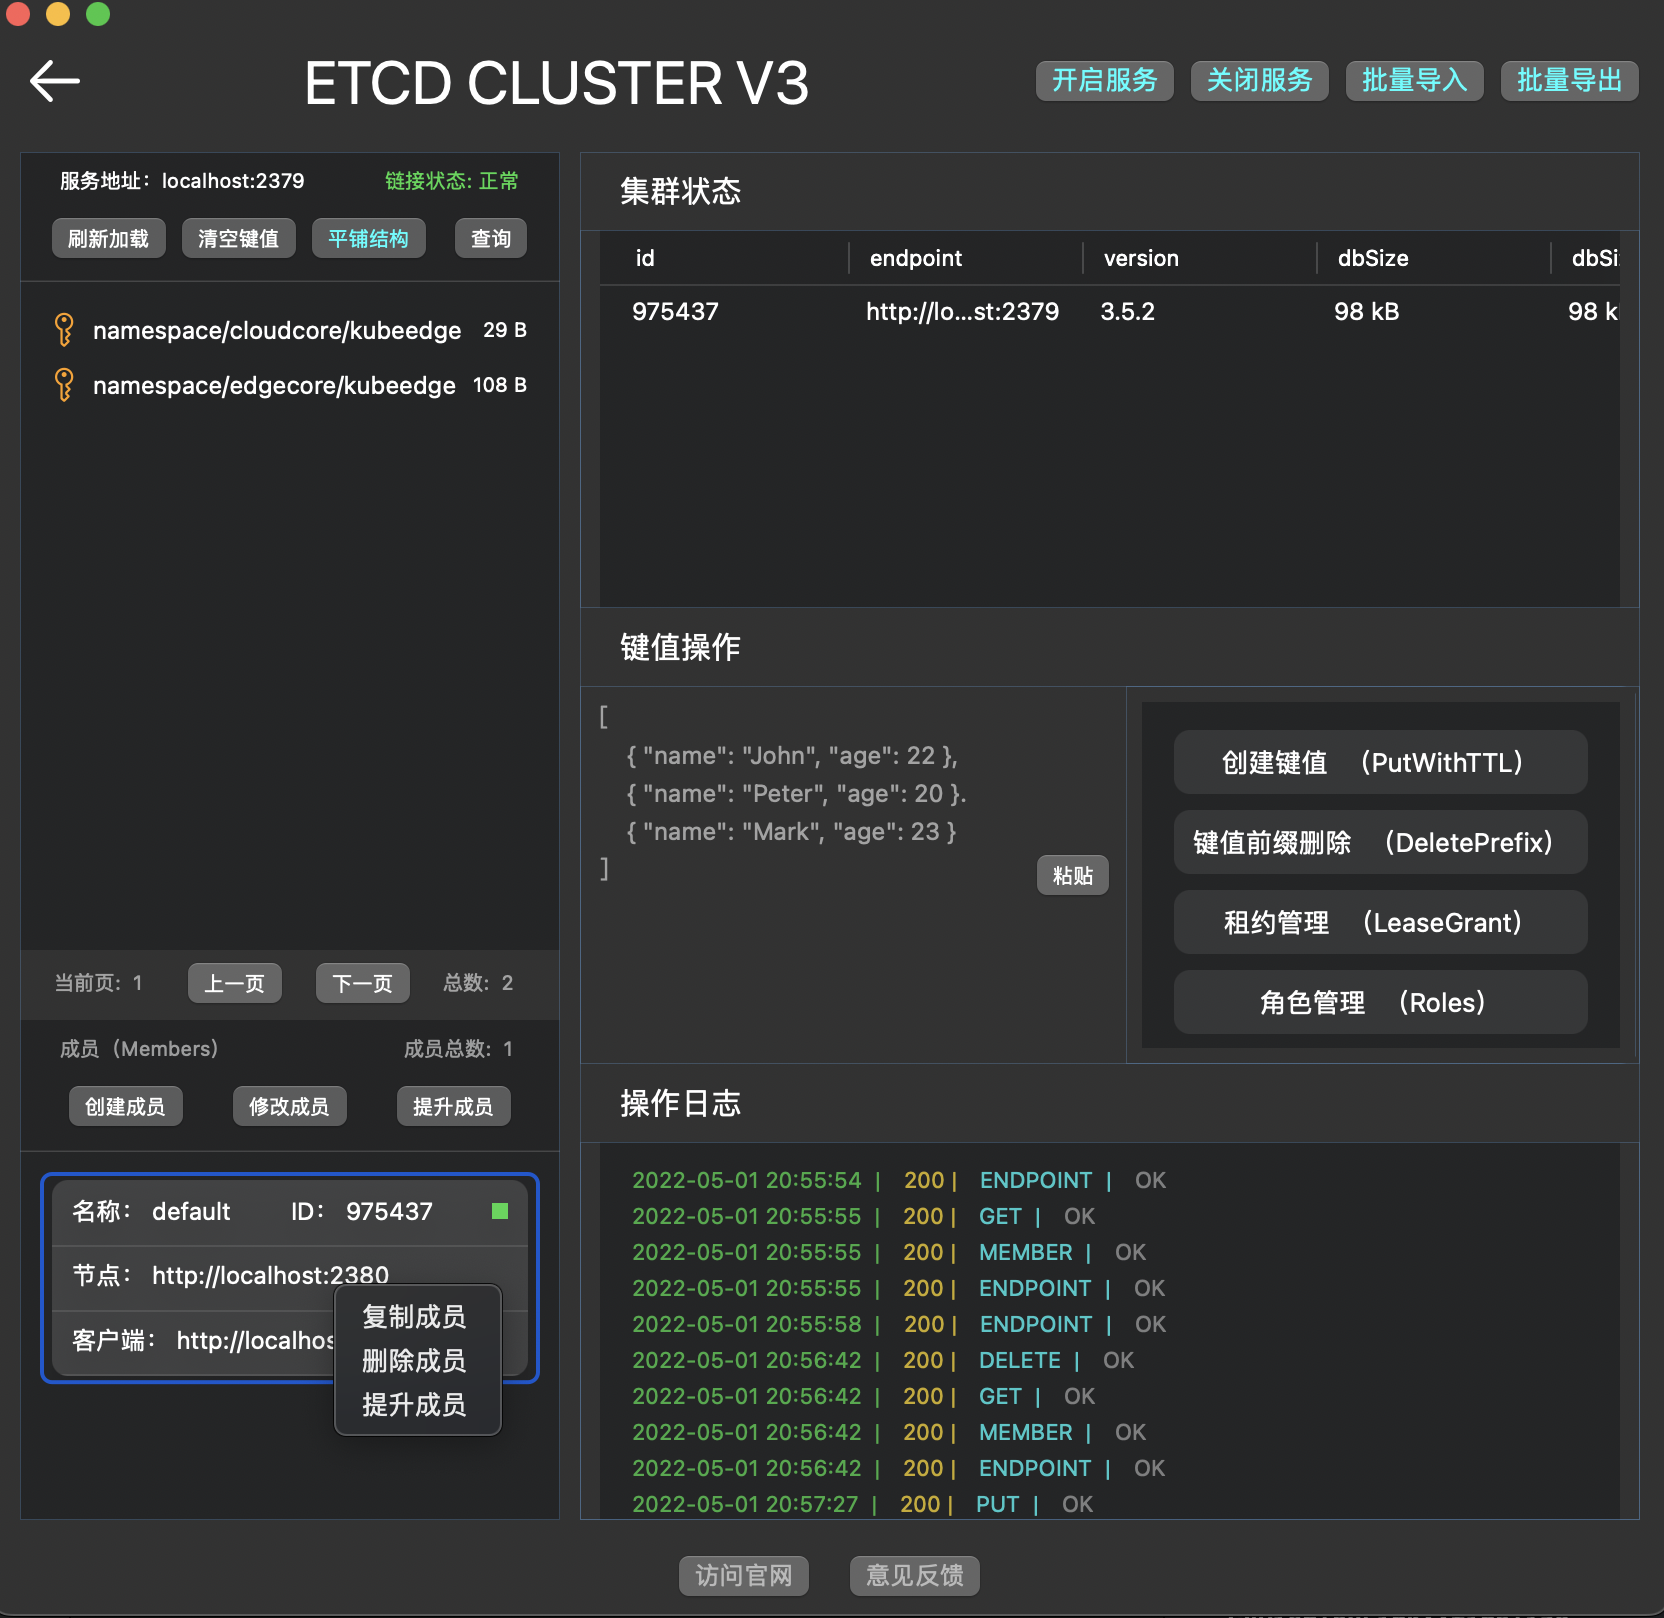 ETCD CLUSTER V3
开启服务 关闭服务 批量导入 批量导出
服务地址：localhost:2379 链接状态: 正常
刷新加载 清空键值 平铺结构 查询
namespace/cloudcore/kubeedge 29 B
namespace/edgecore/kubeedge 108 B
当前页: 1 上一页 下一页 总数: 2
成员（Members） 成员总数: 1
创建成员 修改成员 提升成员
名称： default ID： 975437
节点： http://localhost:2380
客户端： http://localhos
复制成员
删除成员
提升成员
集群状态
id endpoint version dbSize dbSi
975437 http://lo...st:2379 3.5.2 98 kB 98 k
键值操作
[
{ "name": "John", "age": 22 },
{ "name": "Peter", "age": 20 }.
{ "name": "Mark", "age": 23 }
]
粘贴
创建键值 （PutWithTTL）
键值前缀删除 （DeletePrefix）
租约管理 （LeaseGrant）
角色管理 （Roles）
操作日志
2022-05-01 20:55:54 | 200 | ENDPOINT | OK
2022-05-01 20:55:55 | 200 | GET | OK
2022-05-01 20:55:55 | 200 | MEMBER | OK
2022-05-01 20:55:55 | 200 | ENDPOINT | OK
2022-05-01 20:55:58 | 200 | ENDPOINT | OK
2022-05-01 20:56:42 | 200 | DELETE | OK
2022-05-01 20:56:42 | 200 | GET | OK
2022-05-01 20:56:42 | 200 | MEMBER | OK
2022-05-01 20:56:42 | 200 | ENDPOINT | OK
2022-05-01 20:57:27 | 200 | PUT | OK
访问官网 意见反馈